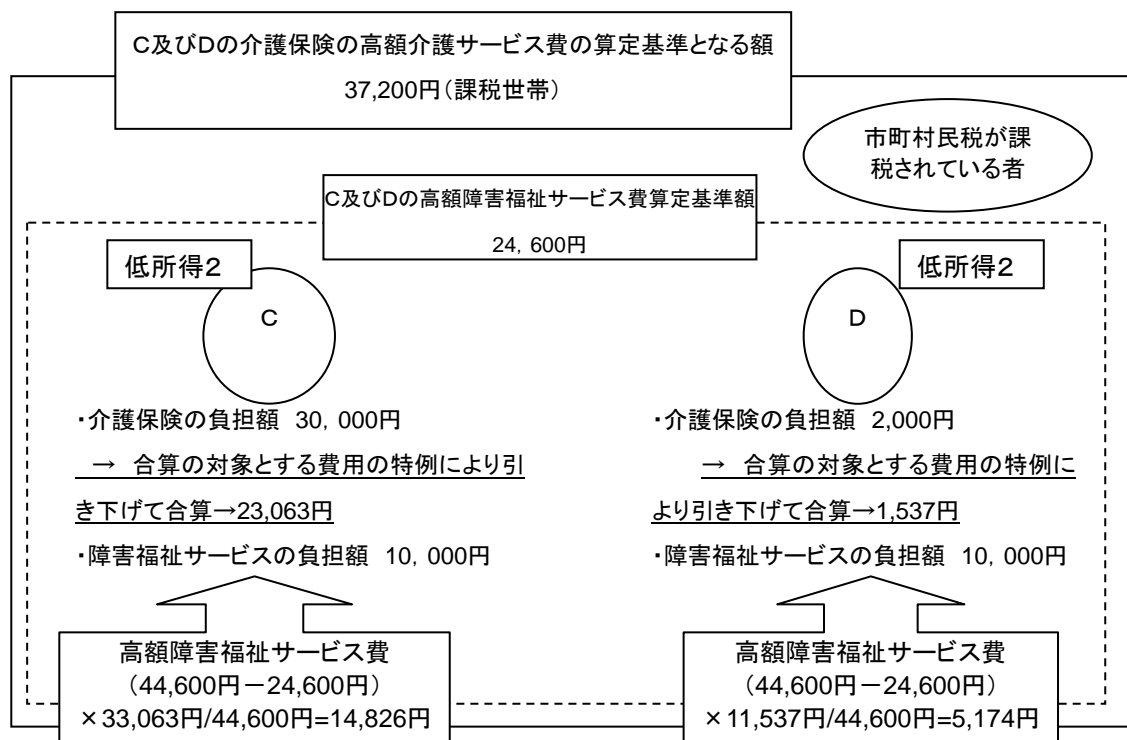 C及びDの介護保険の高額介護サービス費の算定基準となる額
37,200円(課税世帯)
市町村民税が課
税されている者
C及びDの高額障害福祉サービス費算定基準額
24,600円
低所得2
低所得2
C
D
・介護保険の負担額 30,000円
→ 合算の対象とする費用の特例により引
き下げて合算→23,063円
・障害福祉サービスの負担額 10,000円
・介護保険の負担額 2,000円
→ 合算の対象とする費用の特例に
より引き下げて合算→1,537円
・障害福祉サービスの負担額 10,000円
高額障害福祉サービス費
(44,600円-24,600円)
×33,063円/44,600円=14,826円
高額障害福祉サービス費
(44,600円-24,600円)
×11,537円/44,600円=5,174円